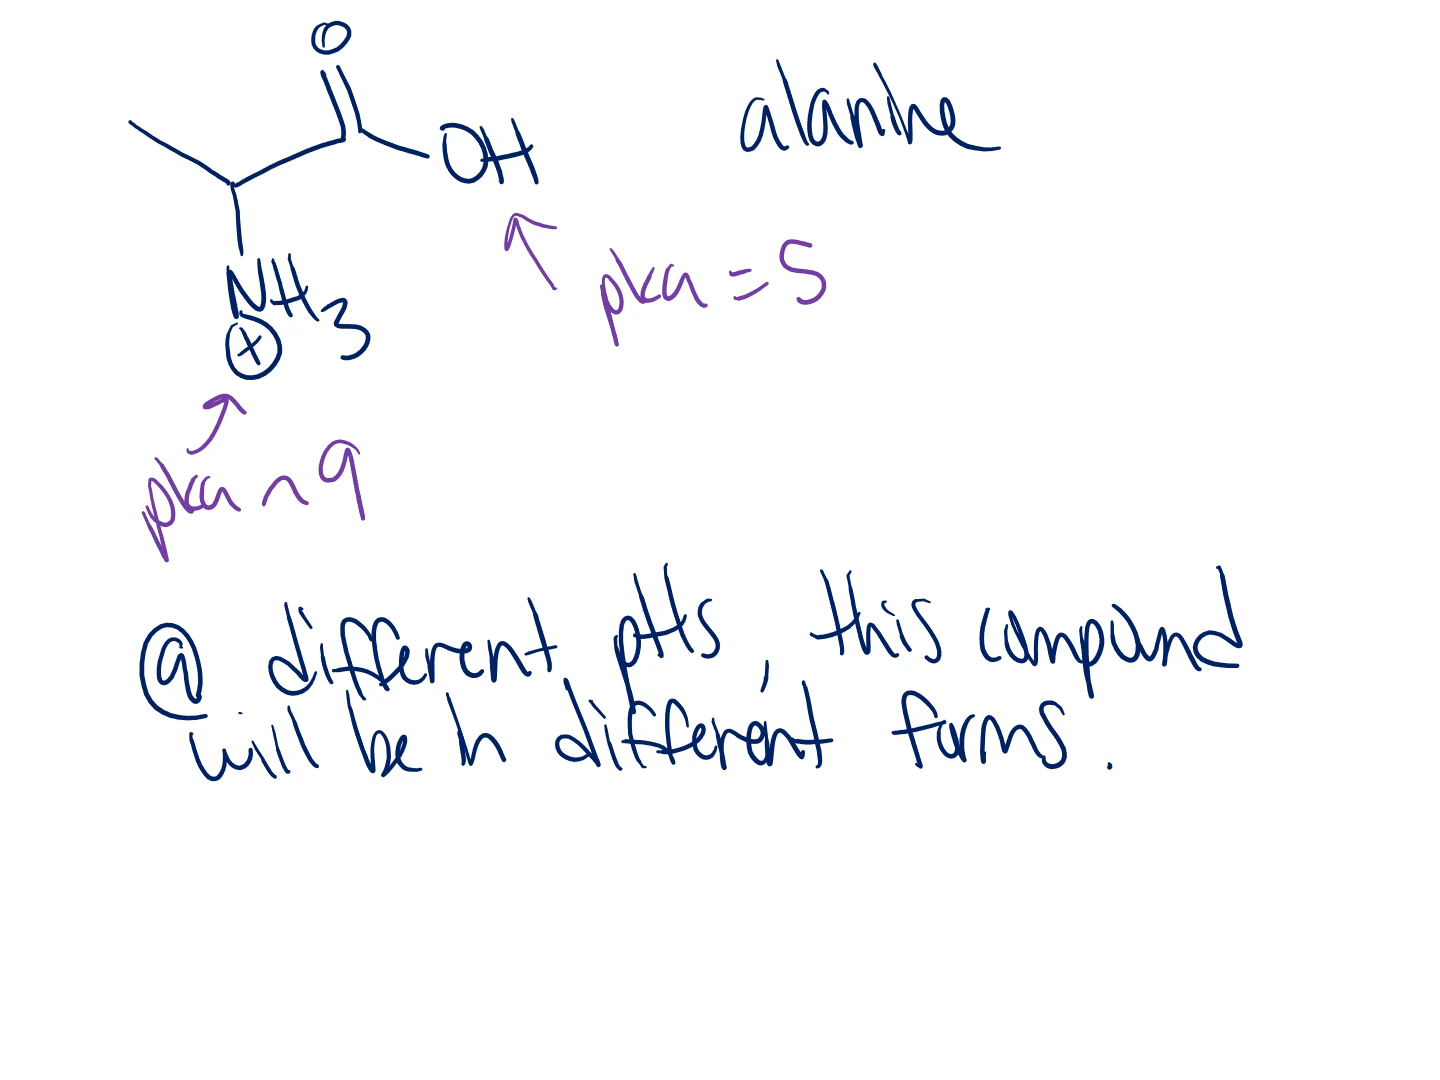 O
alanine
OH
NH3
+
pka = 5
pka ~ 9
@ different pHs, this compound
will be in different forms.